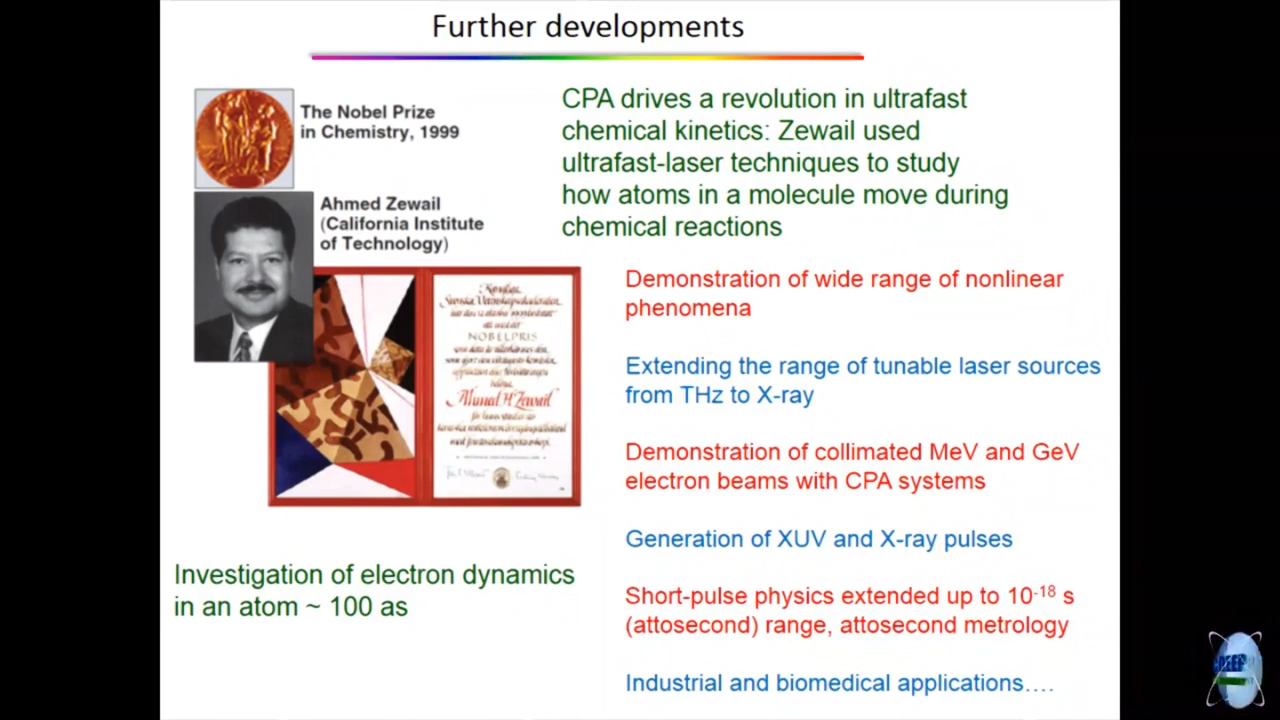 Further developments
The Nobel Prize
in Chemistry, 1999
Ahmed Zewail
(California Institute
of Technology)
CPA drives a revolution in ultrafast
chemical kinetics: Zewail used
ultrafast-laser techniques to study
how atoms in a molecule move during
chemical reactions
NOBELPRIS
Ahmed H Zewail
Demonstration of wide range of nonlinear
phenomena
Extending the range of tunable laser sources
from THz to X-ray
Demonstration of collimated MeV and GeV
electron beams with CPA systems
Generation of XUV and X-ray pulses
Short-pulse physics extended up to 10⁻¹⁸ s
(attosecond) range, attosecond metrology
Industrial and biomedical applications….
Investigation of electron dynamics
in an atom ~ 100 as